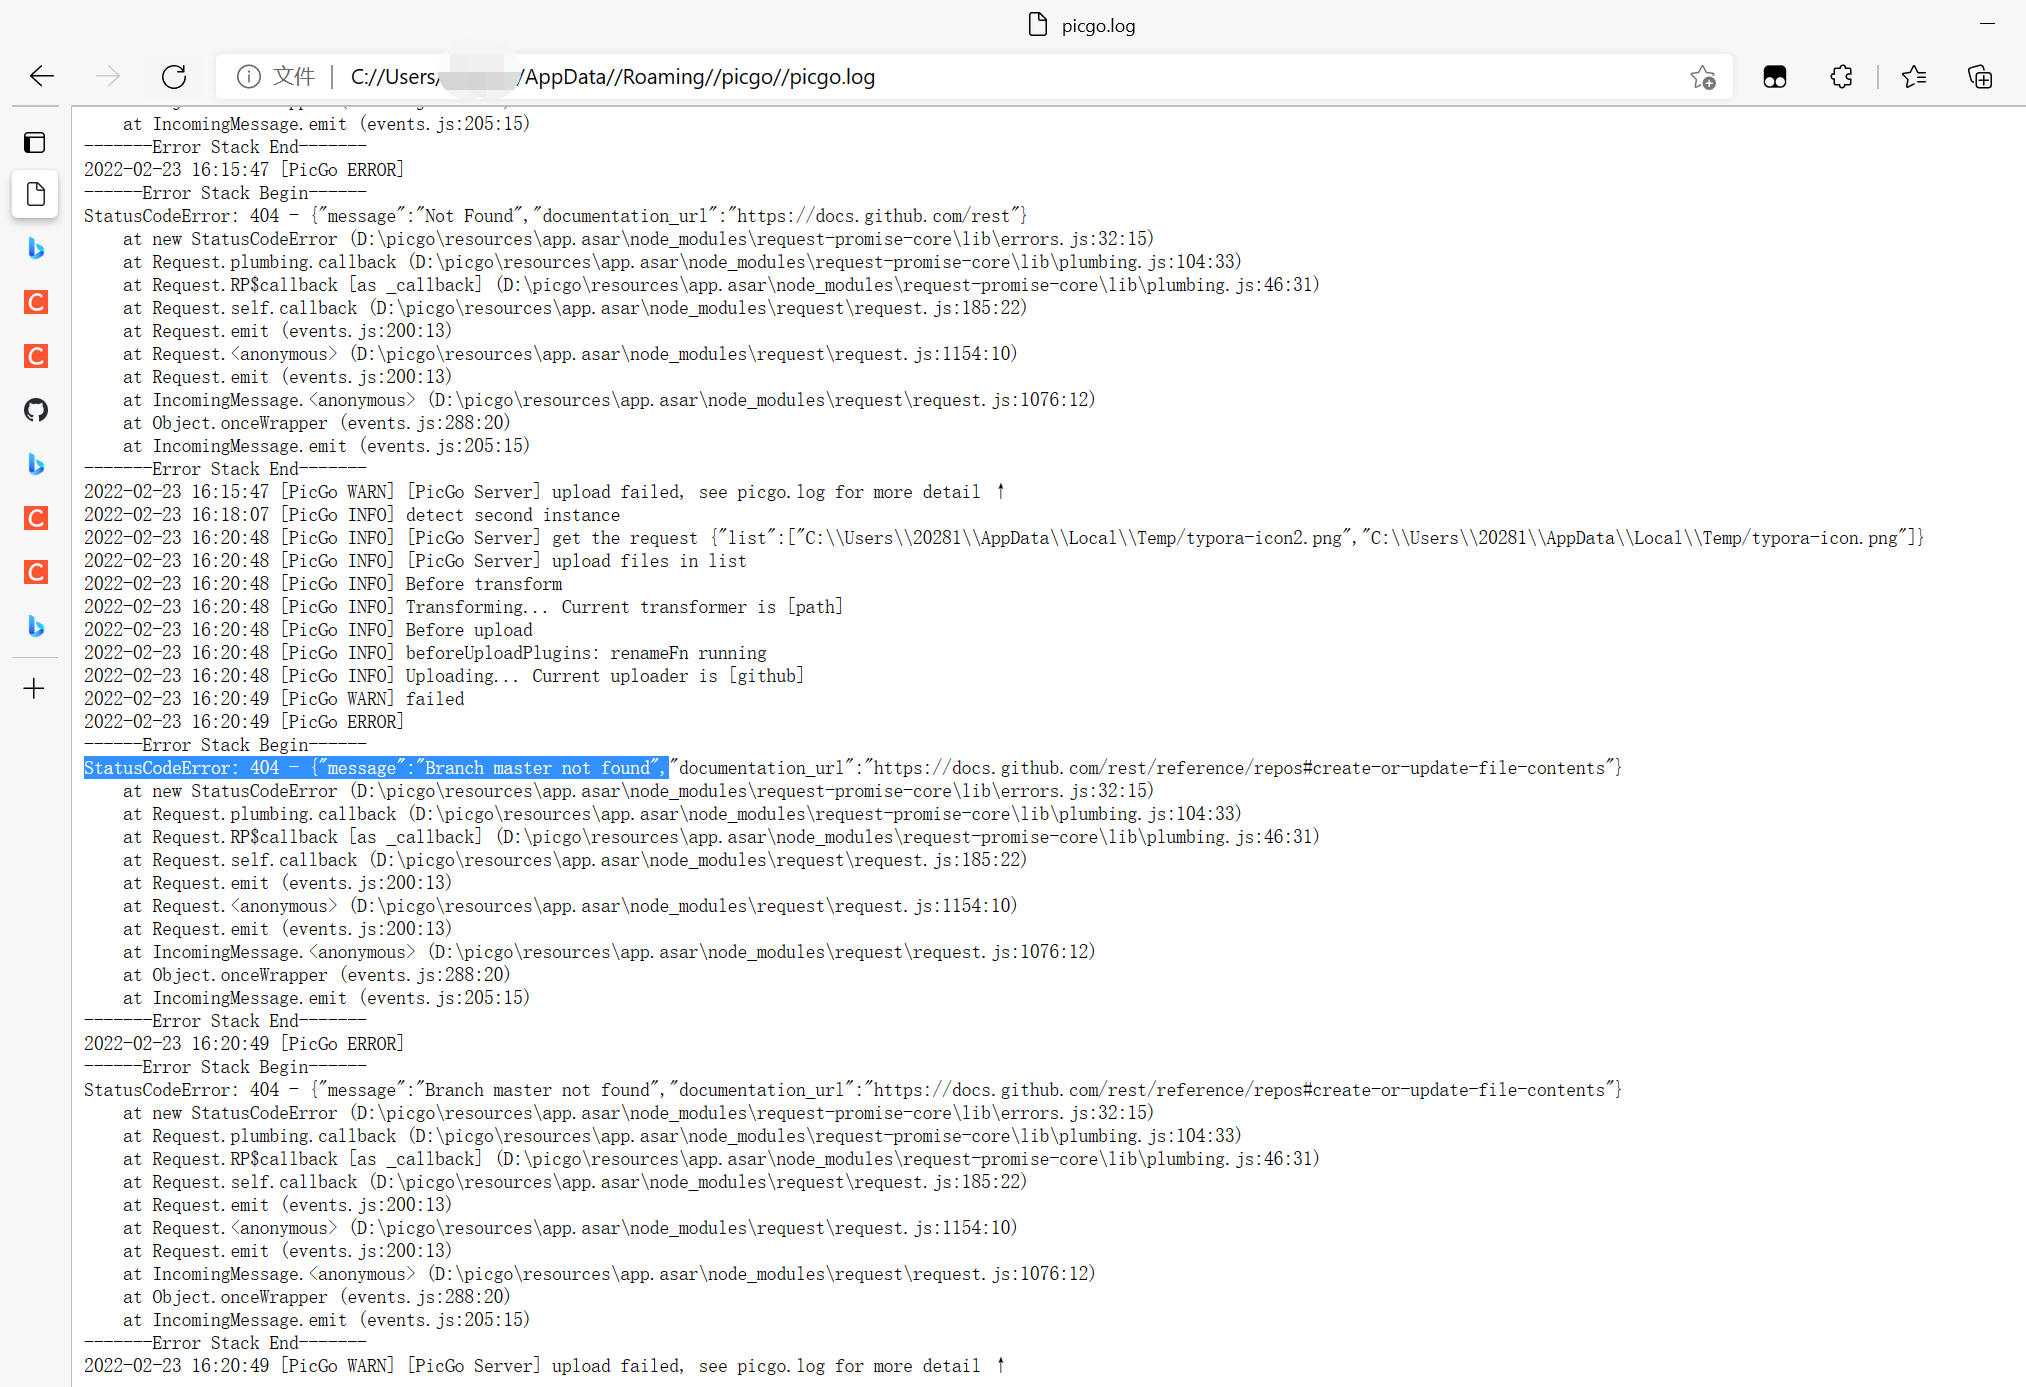 picgo.log
文件 C://Users/ /AppData//Roaming//picgo//picgo.log
at IncomingMessage.emit (events.js:205:15)
-------Error Stack End-------
2022-02-23 16:15:47 [PicGo ERROR]
------Error Stack Begin------
StatusCodeError: 404 - {"message":"Not Found","documentation_url":"https://docs.github.com/rest"}
at new StatusCodeError (D:\picgo\resources\app.asar\node_modules\request-promise-core\lib\errors.js:32:15)
at Request.plumbing.callback (D:\picgo\resources\app.asar\node_modules\request-promise-core\lib\plumbing.js:104:33)
at Request.RP$callback [as _callback] (D:\picgo\resources\app.asar\node_modules\request-promise-core\lib\plumbing.js:46:31)
at Request.self.callback (D:\picgo\resources\app.asar\node_modules\request\request.js:185:22)
at Request.emit (events.js:200:13)
at Request.<anonymous> (D:\picgo\resources\app.asar\node_modules\request\request.js:1154:10)
at Request.emit (events.js:200:13)
at IncomingMessage.<anonymous> (D:\picgo\resources\app.asar\node_modules\request\request.js:1076:12)
at Object.onceWrapper (events.js:288:20)
at IncomingMessage.emit (events.js:205:15)
-------Error Stack End-------
2022-02-23 16:15:47 [PicGo WARN] [PicGo Server] upload failed, see picgo.log for more detail ↑
2022-02-23 16:18:07 [PicGo INFO] detect second instance
2022-02-23 16:20:48 [PicGo INFO] [PicGo Server] get the request {"list":["C:\\Users\\20281\\AppData\\Local\\Temp/typora-icon2.png","C:\\Users\\20281\\AppData\\Local\\Temp/typora-icon.png"]}
2022-02-23 16:20:48 [PicGo INFO] [PicGo Server] upload files in list
2022-02-23 16:20:48 [PicGo INFO] Before transform
2022-02-23 16:20:48 [PicGo INFO] Transforming... Current transformer is [path]
2022-02-23 16:20:48 [PicGo INFO] Before upload
2022-02-23 16:20:48 [PicGo INFO] beforeUploadPlugins: renameFn running
2022-02-23 16:20:48 [PicGo INFO] Uploading... Current uploader is [github]
2022-02-23 16:20:49 [PicGo WARN] failed
2022-02-23 16:20:49 [PicGo ERROR]
------Error Stack Begin------
StatusCodeError: 404 - {"message":"Branch master not found","documentation_url":"https://docs.github.com/rest/reference/repos#create-or-update-file-contents"}
at new StatusCodeError (D:\picgo\resources\app.asar\node_modules\request-promise-core\lib\errors.js:32:15)
at Request.plumbing.callback (D:\picgo\resources\app.asar\node_modules\request-promise-core\lib\plumbing.js:104:33)
at Request.RP$callback [as _callback] (D:\picgo\resources\app.asar\node_modules\request-promise-core\lib\plumbing.js:46:31)
at Request.self.callback (D:\picgo\resources\app.asar\node_modules\request\request.js:185:22)
at Request.emit (events.js:200:13)
at Request.<anonymous> (D:\picgo\resources\app.asar\node_modules\request\request.js:1154:10)
at Request.emit (events.js:200:13)
at IncomingMessage.<anonymous> (D:\picgo\resources\app.asar\node_modules\request\request.js:1076:12)
at Object.onceWrapper (events.js:288:20)
at IncomingMessage.emit (events.js:205:15)
-------Error Stack End-------
2022-02-23 16:20:49 [PicGo ERROR]
------Error Stack Begin------
StatusCodeError: 404 - {"message":"Branch master not found","documentation_url":"https://docs.github.com/rest/reference/repos#create-or-update-file-contents"}
at new StatusCodeError (D:\picgo\resources\app.asar\node_modules\request-promise-core\lib\errors.js:32:15)
at Request.plumbing.callback (D:\picgo\resources\app.asar\node_modules\request-promise-core\lib\plumbing.js:104:33)
at Request.RP$callback [as _callback] (D:\picgo\resources\app.asar\node_modules\request-promise-core\lib\plumbing.js:46:31)
at Request.self.callback (D:\picgo\resources\app.asar\node_modules\request\request.js:185:22)
at Request.emit (events.js:200:13)
at Request.<anonymous> (D:\picgo\resources\app.asar\node_modules\request\request.js:1154:10)
at Request.emit (events.js:200:13)
at IncomingMessage.<anonymous> (D:\picgo\resources\app.asar\node_modules\request\request.js:1076:12)
at Object.onceWrapper (events.js:288:20)
at IncomingMessage.emit (events.js:205:15)
-------Error Stack End-------
2022-02-23 16:20:49 [PicGo WARN] [PicGo Server] upload failed, see picgo.log for more detail ↑